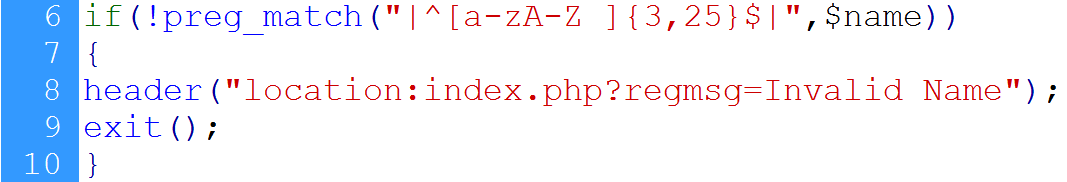 6 if(!preg_match("|^[a-zA-Z ]{3,25}$|",$name))
7 {
8 header("location:index.php?regmsg=Invalid Name");
9 exit();
10 }